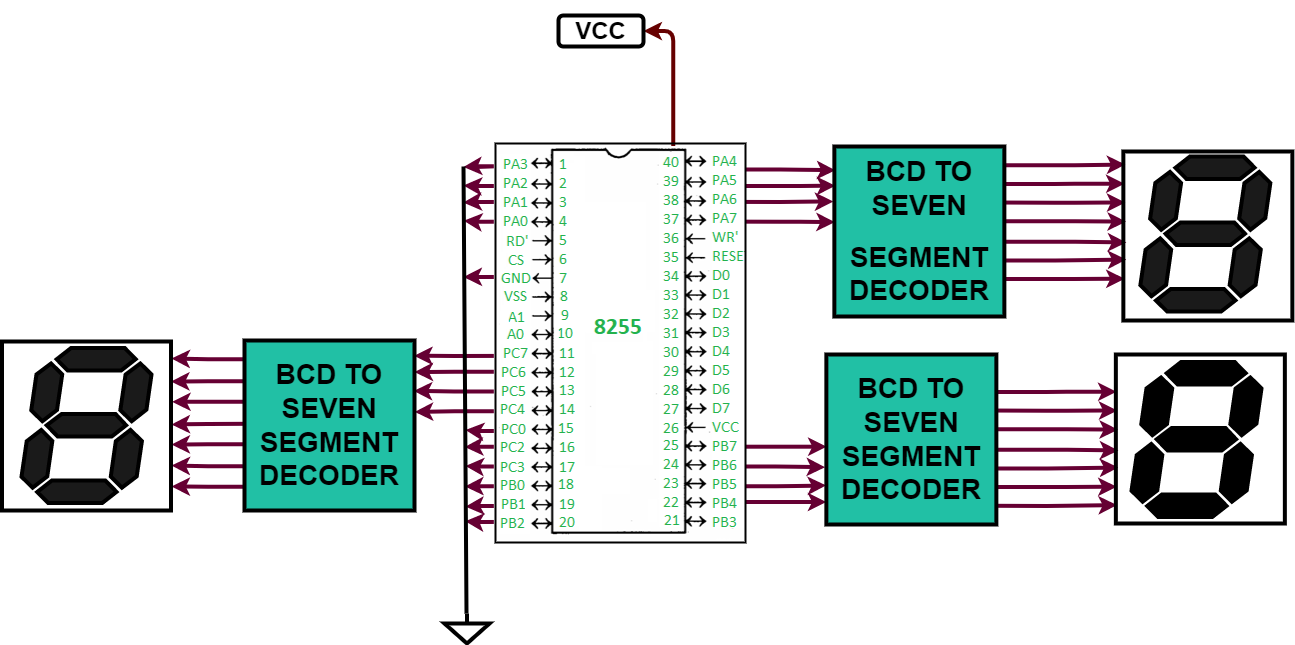 VCC
PA3 1 40 PA4
PA2 2 39 PA5
PA1 3 38 PA6
PA0 4 37 PA7
RD' 5 36 WR'
CS 6 35 RESE
GND 7 34 D0
VSS 8 33 D1
A1 9 32 D2
A0 10 31 D3
PC7 11 30 D4
PC6 12 29 D5
PC5 13 28 D6
PC4 14 27 D7
PC0 15 26 VCC
PC2 16 25 PB7
PC3 17 24 PB6
PB0 18 23 PB5
PB1 19 22 PB4
PB2 20 21 PB3
8255
BCD TO
SEVEN
SEGMENT
DECODER
BCD TO
SEVEN
SEGMENT
DECODER
BCD TO
SEVEN
SEGMENT
DECODER